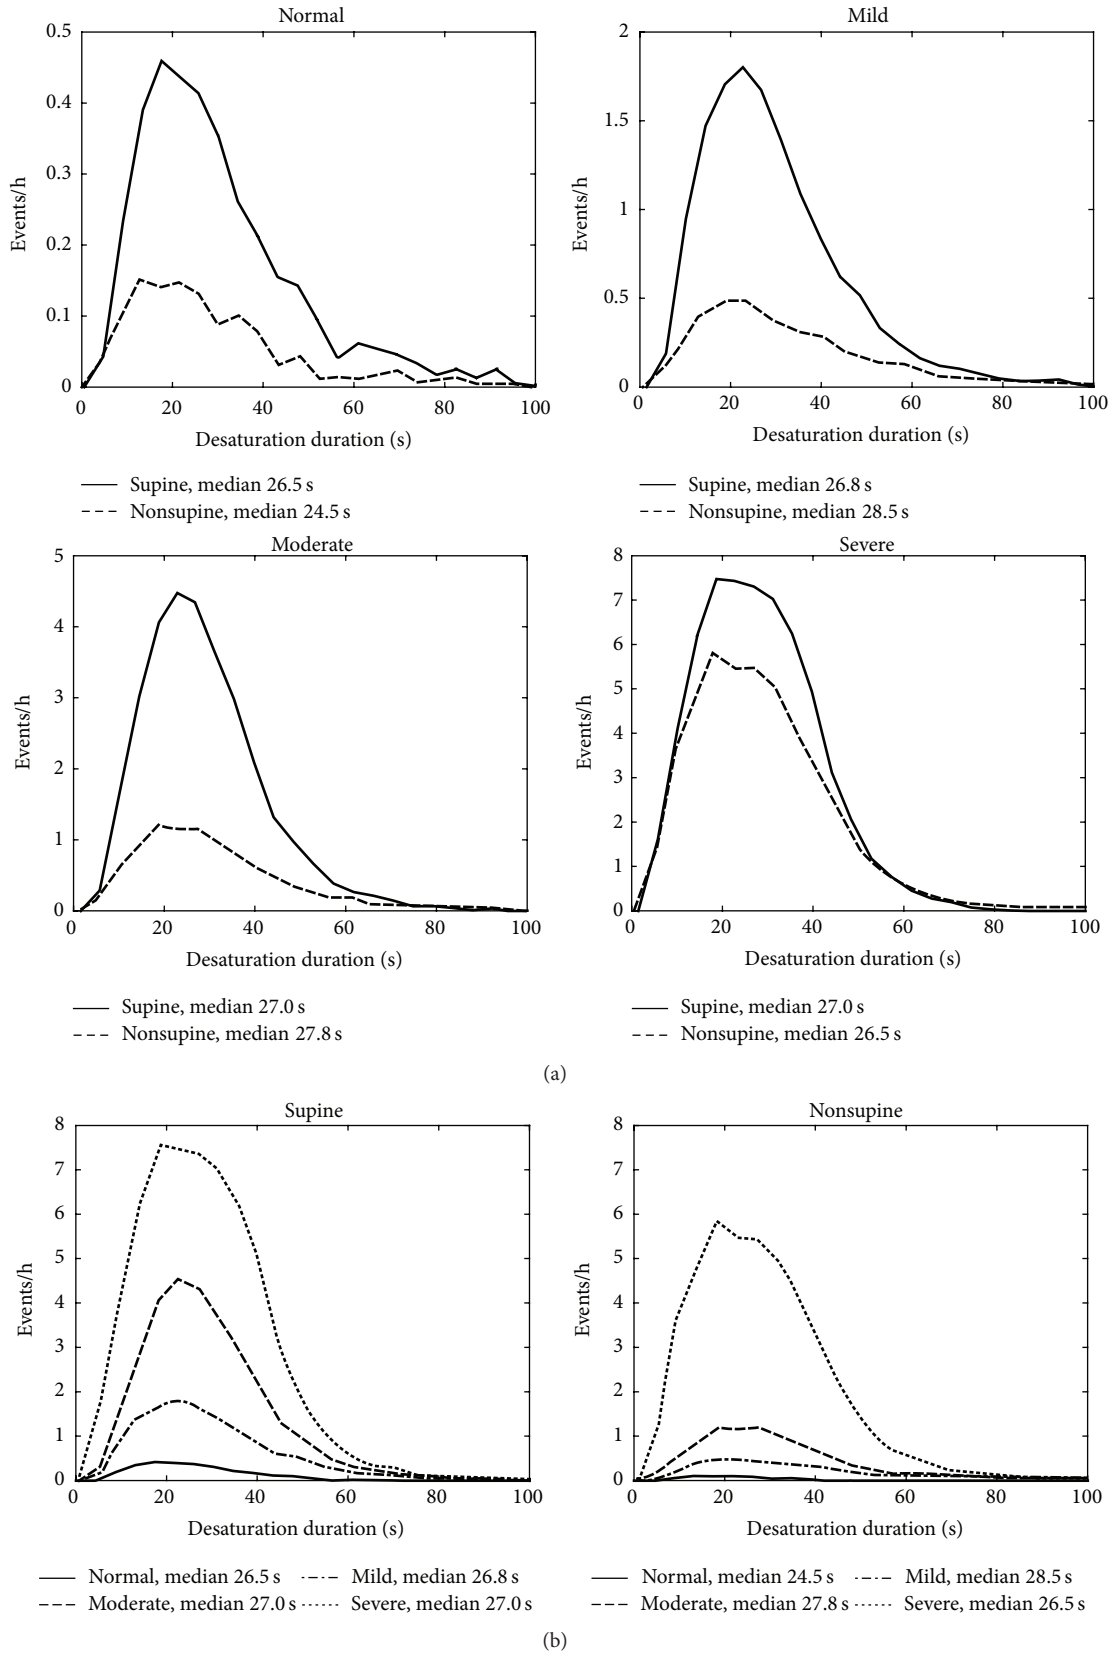 Normal
Mild
0.5
0.4
0.3
0.2
0.1
0
Events/h
0 20 40 60 80 100
Desaturation duration (s)
2
1.5
1
0.5
0
Events/h
0 20 40 60 80 100
Desaturation duration (s)
Supine, median 26.5 s
Nonsupine, median 24.5 s
Supine, median 26.8 s
Nonsupine, median 28.5 s
Moderate
Severe
5
4
3
2
1
0
Events/h
0 20 40 60 80 100
Desaturation duration (s)
8
7
6
5
4
3
2
1
0
Events/h
0 20 40 60 80 100
Desaturation duration (s)
Supine, median 27.0 s
Nonsupine, median 27.8 s
Supine, median 27.0 s
Nonsupine, median 26.5 s
(a)
Supine
Nonsupine
8
7
6
5
4
3
2
1
0
Events/h
0 20 40 60 80 100
Desaturation duration (s)
8
7
6
5
4
3
2
1
0
Events/h
0 20 40 60 80 100
Desaturation duration (s)
Normal, median 26.5 s Mild, median 26.8 s
Moderate, median 27.0 s Severe, median 27.0 s
Normal, median 24.5 s Mild, median 28.5 s
Moderate, median 27.8 s Severe, median 26.5 s
(b)